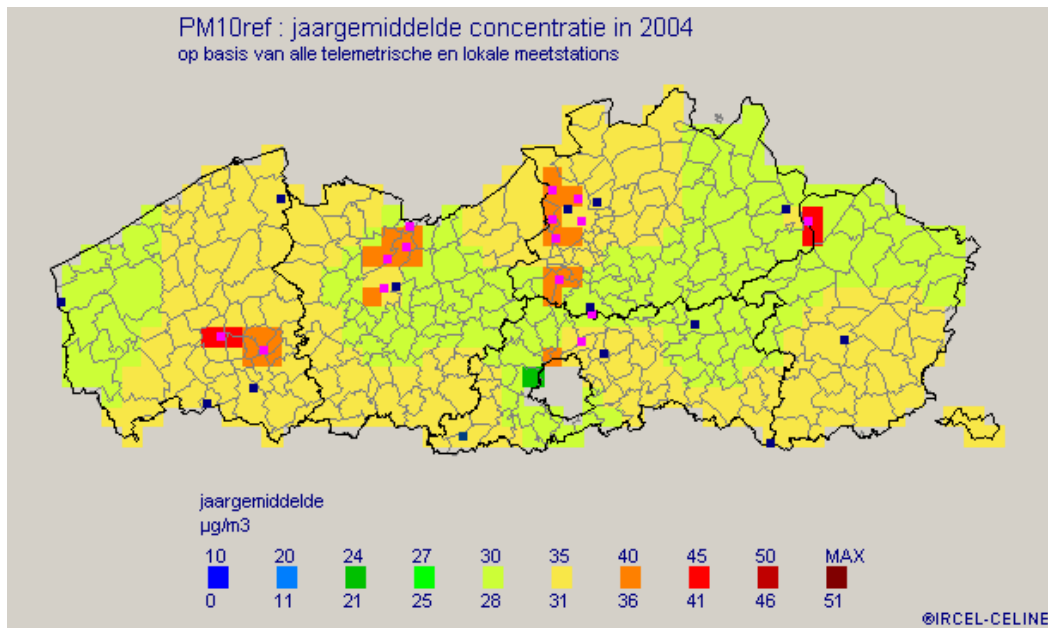 PM10ref : jaargemiddelde concentratie in 2004
op basis van alle telemetrische en lokale meetstations
jaargemiddelde
µg/m3
10 20 24 27 30 35 40 45 50 MAX
0 11 21 25 28 31 36 41 46 51
©IRCEL-CELINE